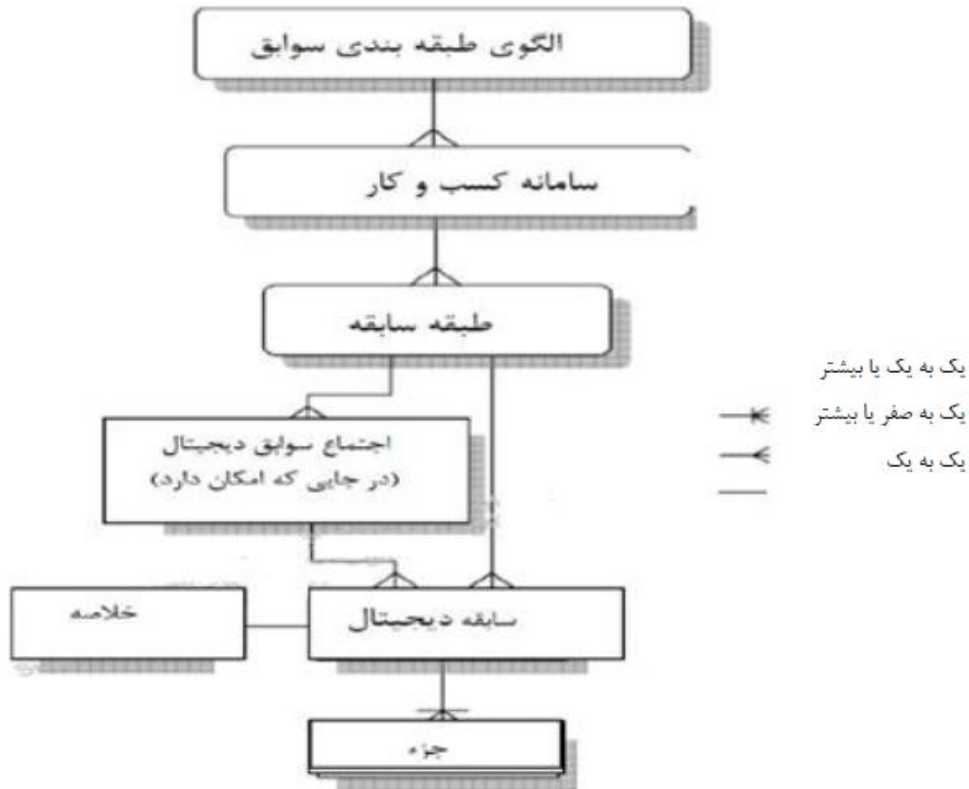 الگوی طبقه بندی سوابق
سامانه کسب و کار
طبقه سابقه
اجتماع سوابق دیجیتال
(در جایی که امکان دارد)
خلاصه
سابقه دیجیتال
جزء
یک به یک یا بیشتر
یک به صفر یا بیشتر
یک به یک